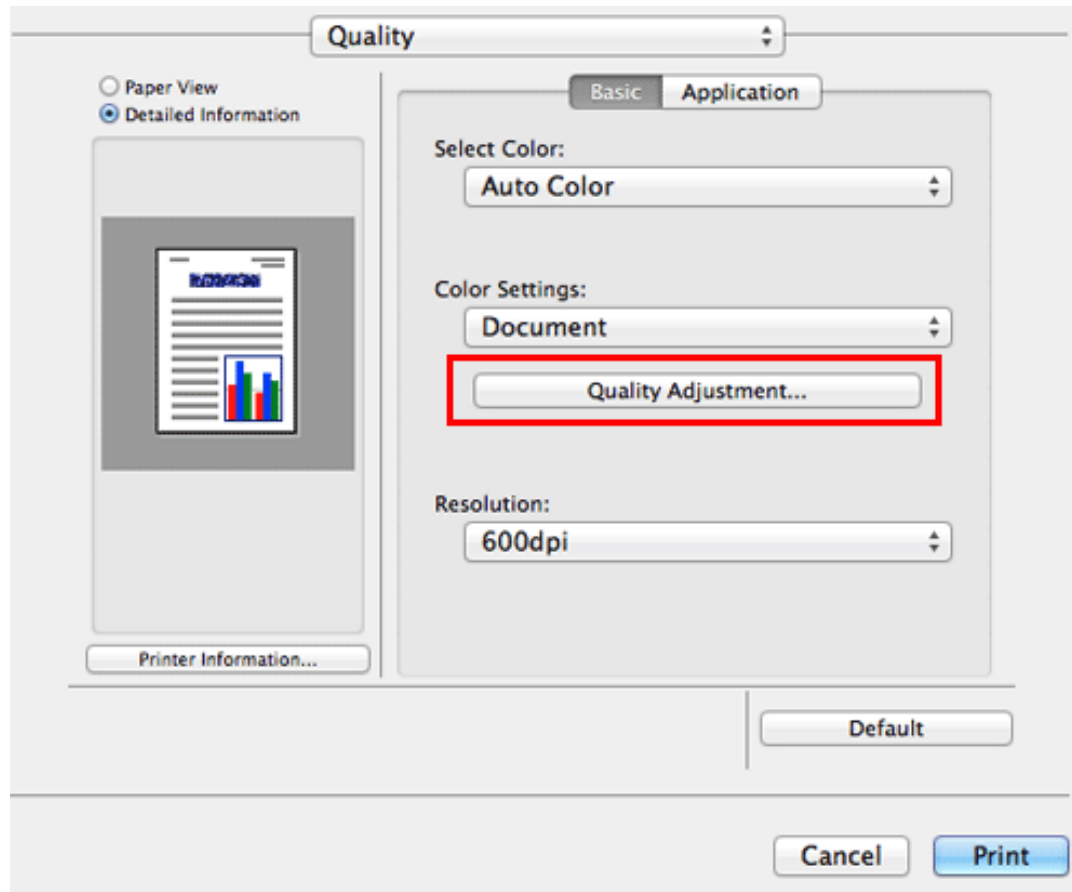 Quality
Paper View
Detailed Information
Printer Information...
Basic Application
Select Color:
Auto Color
Color Settings:
Document
Quality Adjustment...
Resolution:
600dpi
Default
Cancel Print